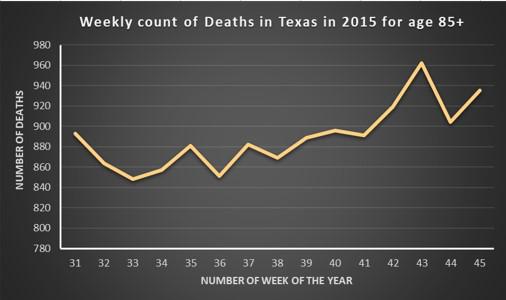 Weekly count of Deaths in Texas in 2015 for age 85+
980
960
940
920
900
880
860
840
820
800
780
NUMBER OF DEATHS
31 32 33 34 35 36 37 38 39 40 41 42 43 44 45
NUMBER OF WEEK OF THE YEAR